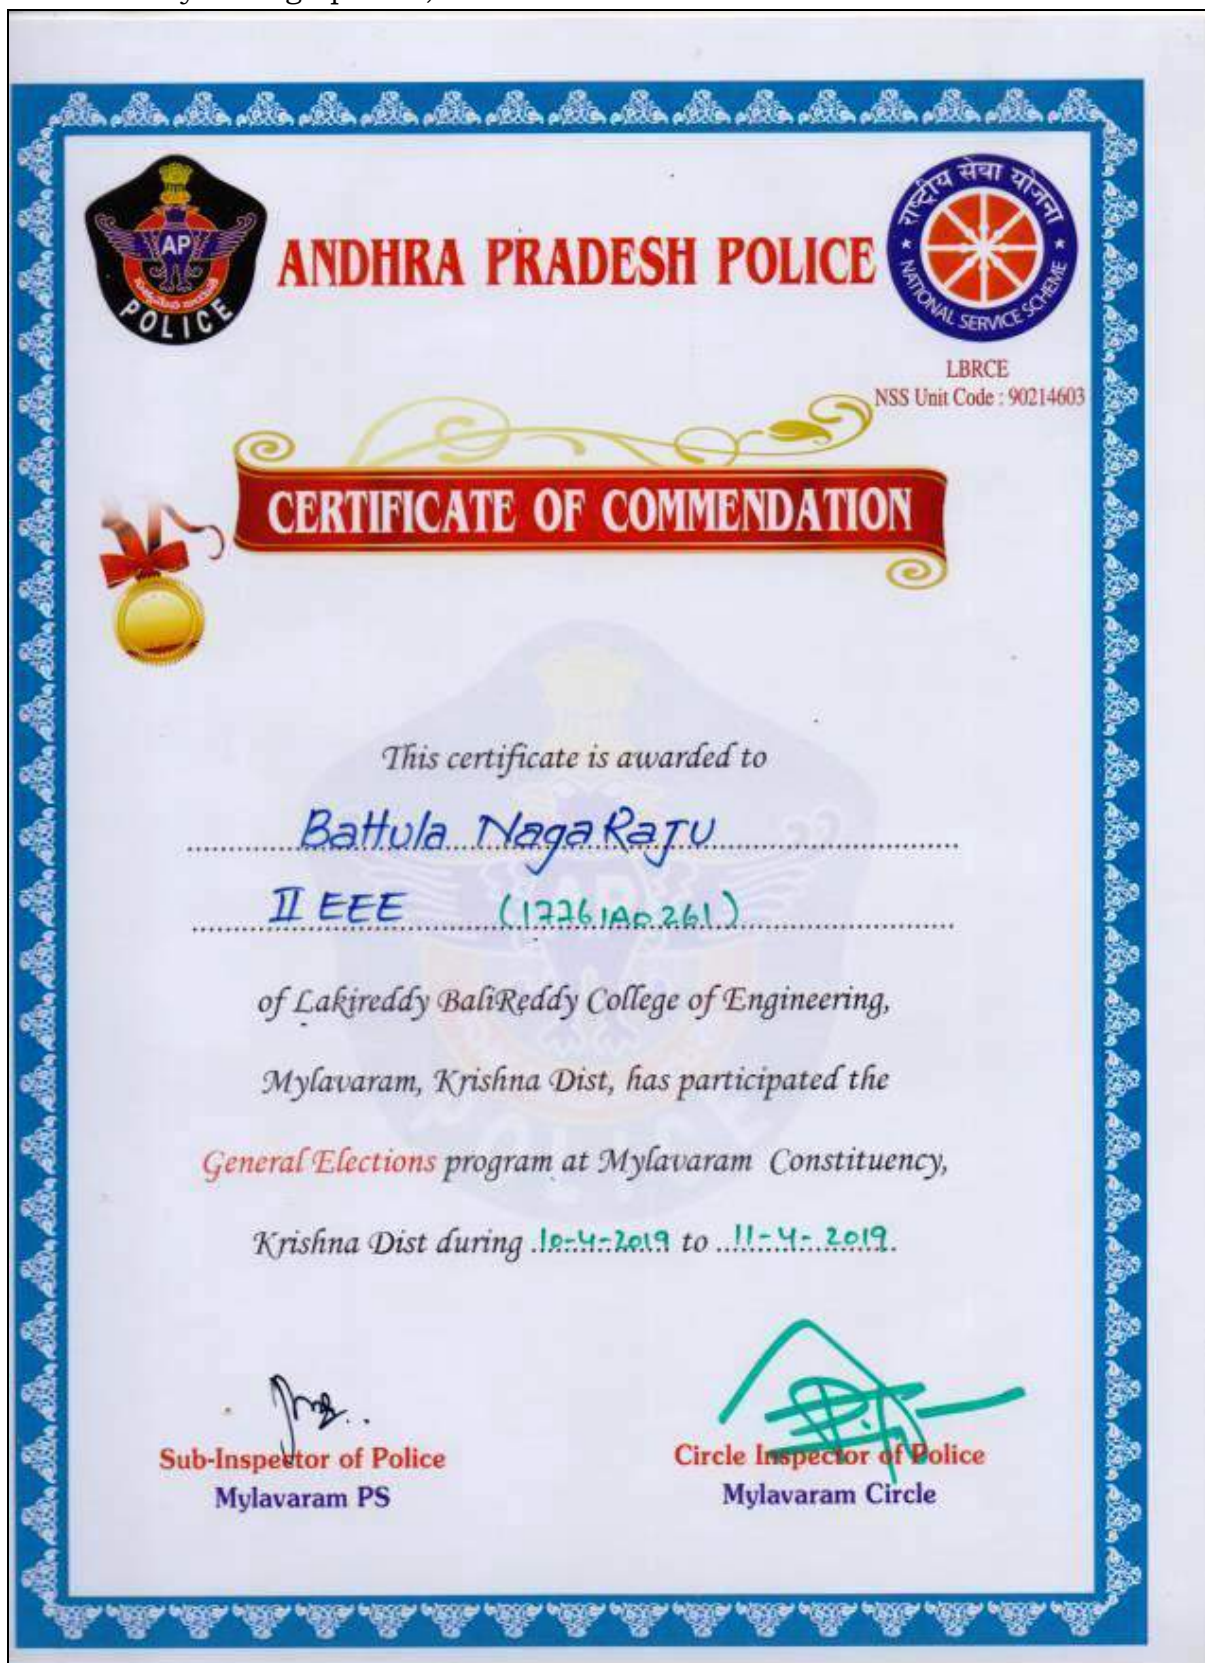 AP
POLICE
ANDHRA PRADESH POLICE
राष्ट्रीय सेवा योजना
NATIONAL SERVICE SCHEME
LBRCE
NSS Unit Code : 90214603
CERTIFICATE OF COMMENDATION
This certificate is awarded to
Battula NagaRaju
II EEE (17761A0261)
of Lakireddy BaliReddy College of Engineering,
Mylavaram, Krishna Dist, has participated the
General Elections program at Mylavaram Constituency,
Krishna Dist during 10-4-2019 to 11-4-2019
Sub-Inspector of Police
Mylavaram PS
Circle Inspector of Police
Mylavaram Circle